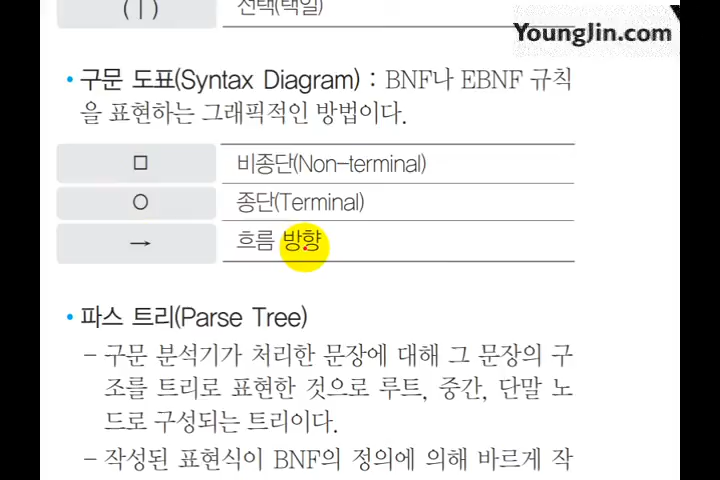 ( | ) 선택(택일)
YoungJin.com
• 구문 도표(Syntax Diagram) : BNF나 EBNF 규칙
을 표현하는 그래픽적인 방법이다.
□ 비종단(Non-terminal)
○ 종단(Terminal)
→ 흐름 방향
• 파스 트리(Parse Tree)
– 구문 분석기가 처리한 문장에 대해 그 문장의 구
조를 트리로 표현한 것으로 루트, 중간, 단말 노
드로 구성되는 트리이다.
– 작성된 표현식이 BNF의 정의에 의해 바르게 작